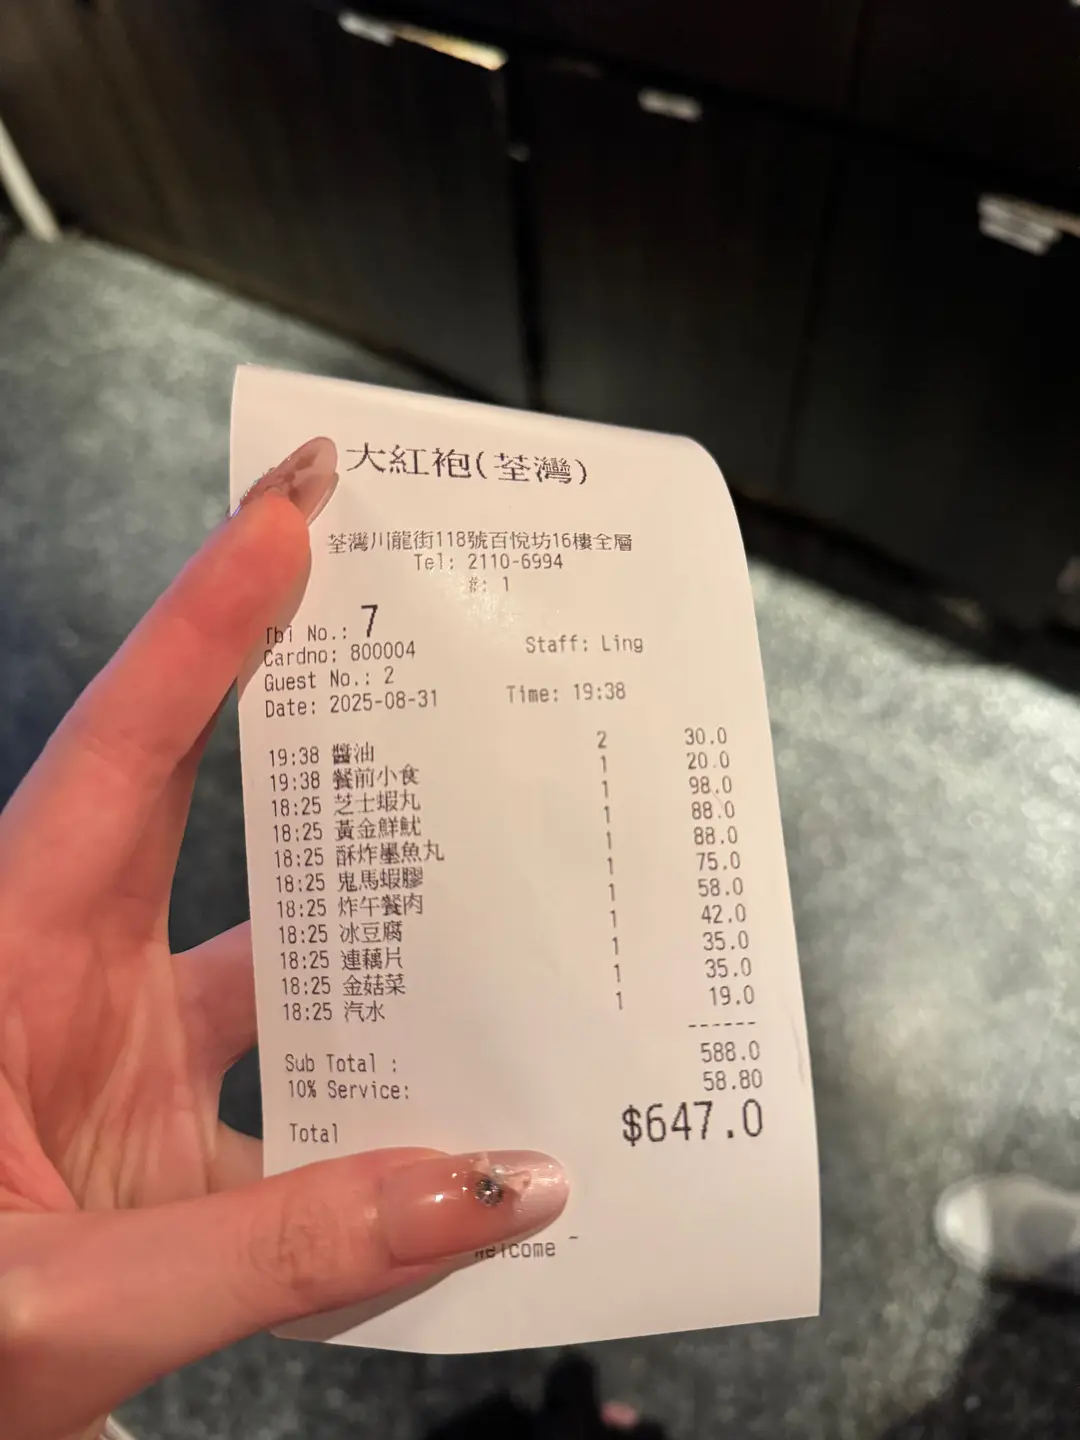 大紅袍(荃灣)
荃灣川龍街118號百悅坊16樓全層
Tel: 2110-6994
#: 1
Tbl No.: 7
Cardno: 800004 Staff: Ling
Guest No.: 2
Date: 2025-08-31 Time: 19:38
19:38 醬油 2 30.0
19:38 餐前小食 1 20.0
18:25 芝士蝦丸 1 98.0
18:25 黃金鮮魷 1 88.0
18:25 酥炸墨魚丸 1 88.0
18:25 鬼馬蝦膠 1 75.0
18:25 炸午餐肉 1 58.0
18:25 冰豆腐 1 42.0
18:25 連藕片 1 35.0
18:25 金菇菜 1 35.0
18:25 汽水 1 19.0
------
Sub Total : 588.0
10% Service: 58.80
Total $647.0
Welcome ~